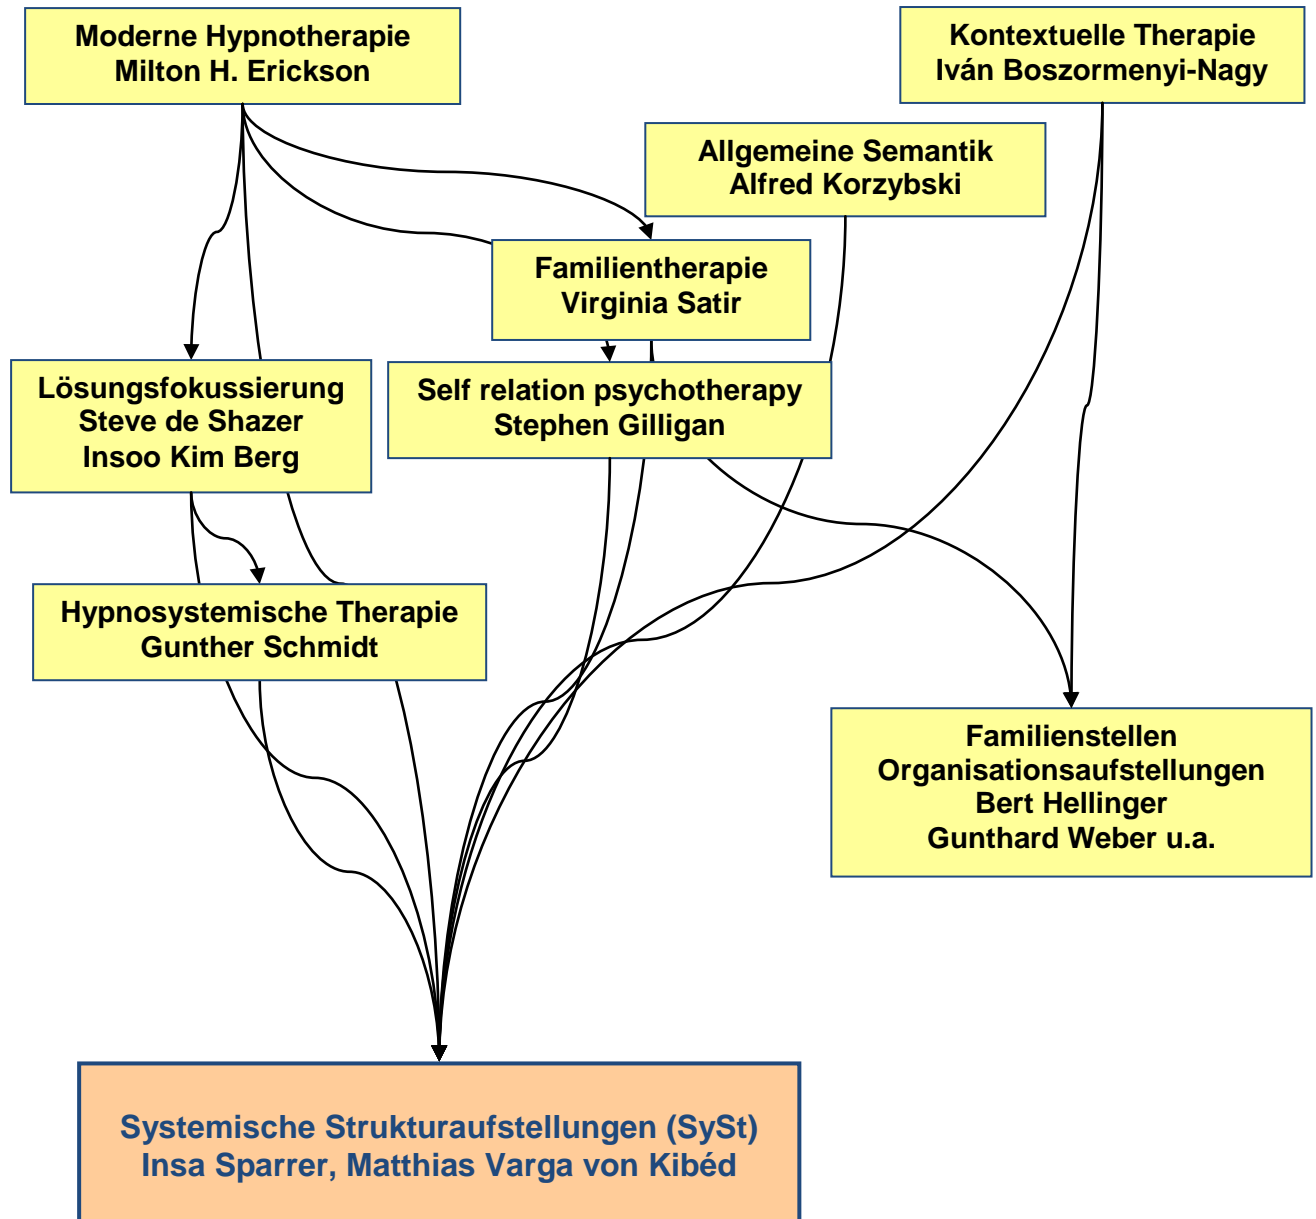 Moderne Hypnotherapie
Milton H. Erickson
Kontextuelle Therapie
Iván Boszormenyi-Nagy
Allgemeine Semantik
Alfred Korzybski
Familientherapie
Virginia Satir
Lösungsfokussierung
Steve de Shazer
Insoo Kim Berg
Self relation psychotherapy
Stephen Gilligan
Hypnosystemische Therapie
Gunther Schmidt
Familienstellen
Organisationsaufstellungen
Bert Hellinger
Gunthard Weber u.a.
Systemische Strukturaufstellungen (SySt)
Insa Sparrer, Matthias Varga von Kibéd